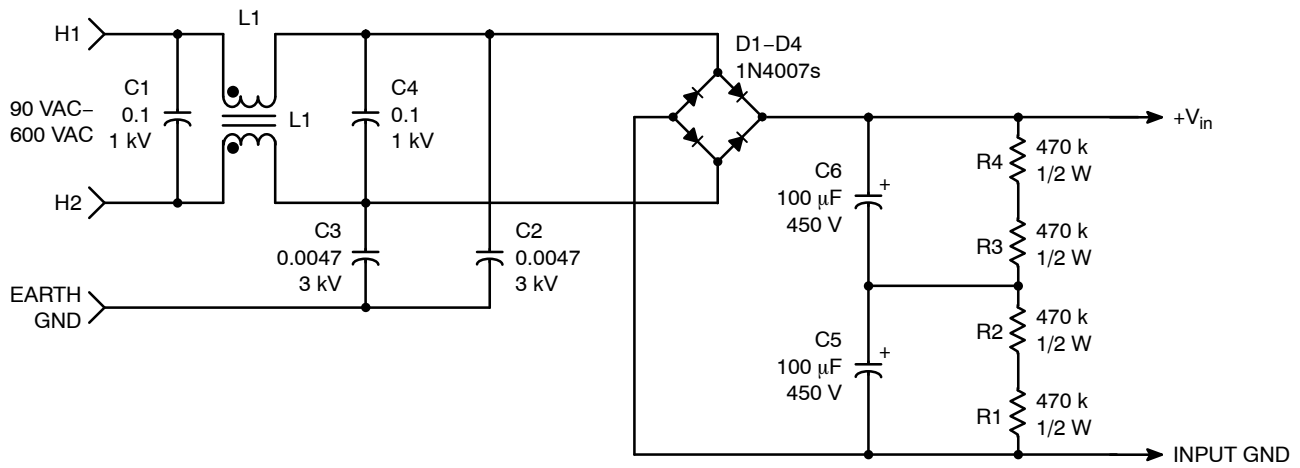 L1
H1
D1–D4
1N4007s
C1
0.1
1 kV
C4
0.1
1 kV
90 VAC–
600 VAC
L1
+Vin
R4
470 k
1/2 W
C6
+
100 μF
450 V
H2
C3
0.0047
3 kV
C2
0.0047
3 kV
R3
470 k
1/2 W
EARTH
GND
R2
470 k
1/2 W
C5
+
100 μF
450 V
R1
470 k
1/2 W
INPUT GND